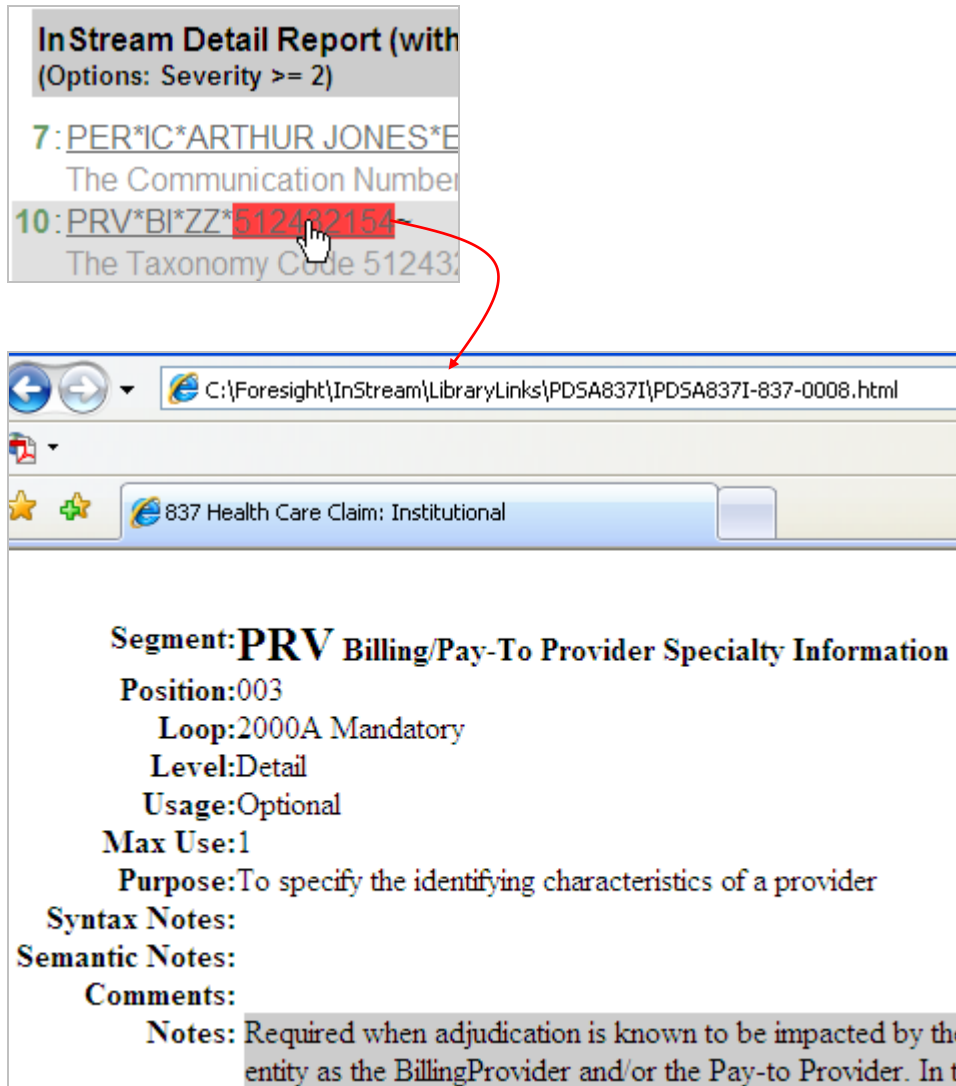 InStream Detail Report (with
(Options: Severity >= 2)
7: PER*IC*ARTHUR JONES*E
The Communication Number
10: PRV*BI*ZZ*512432154~
The Taxonomy Code 51243
C:\Foresight\InStream\LibraryLinks\PDSA837I\PDSA837I-837-0008.html
837 Health Care Claim: Institutional
Segment: PRV Billing/Pay-To Provider Specialty Information
Position: 003
Loop: 2000A Mandatory
Level: Detail
Usage: Optional
Max Use: 1
Purpose: To specify the identifying characteristics of a provider
Syntax Notes:
Semantic Notes:
Comments:
Notes: Required when adjudication is known to be impacted by the
entity as the BillingProvider and/or the Pay-to Provider. In t